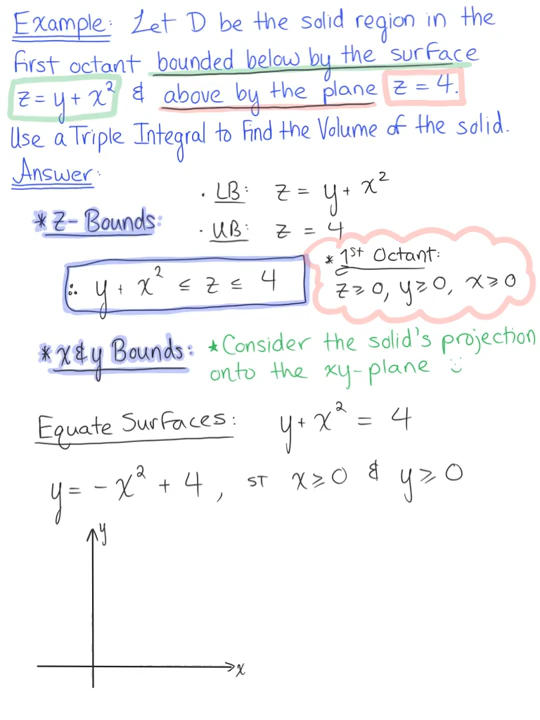 Example: Let D be the solid region in the
first octant bounded below by the surface
z = y + x² & above by the plane z = 4.
Use a Triple Integral to Find the Volume of the solid.
Answer:
* Z-Bounds:
· LB: z = y + x²
· UB: z = 4
∴ y + x² ≤ z ≤ 4
* 1st Octant:
z ≥ 0, y ≥ 0, x ≥ 0
* x & y Bounds: * Consider the solid's projection
onto the xy-plane
Equate Surfaces: y + x² = 4
y = -x² + 4, ST x ≥ 0 & y ≥ 0
y
x